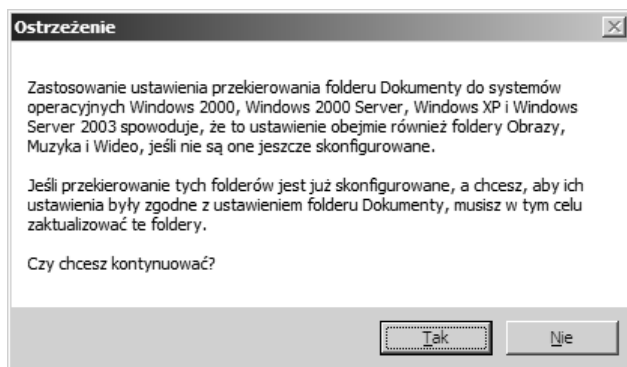 Ostrzeżenie
Zastosowanie ustawienia przekierowania folderu Dokumenty do systemów
operacyjnych Windows 2000, Windows 2000 Server, Windows XP i Windows
Server 2003 spowoduje, że to ustawienie obejmie również foldery Obrazy,
Muzyka i Wideo, jeśli nie są one jeszcze skonfigurowane.
Jeśli przekierowanie tych folderów jest już skonfigurowane, a chcesz, aby ich
ustawienia były zgodne z ustawieniem folderu Dokumenty, musisz w tym celu
zaktualizować te foldery.
Czy chcesz kontynuować?
Tak Nie